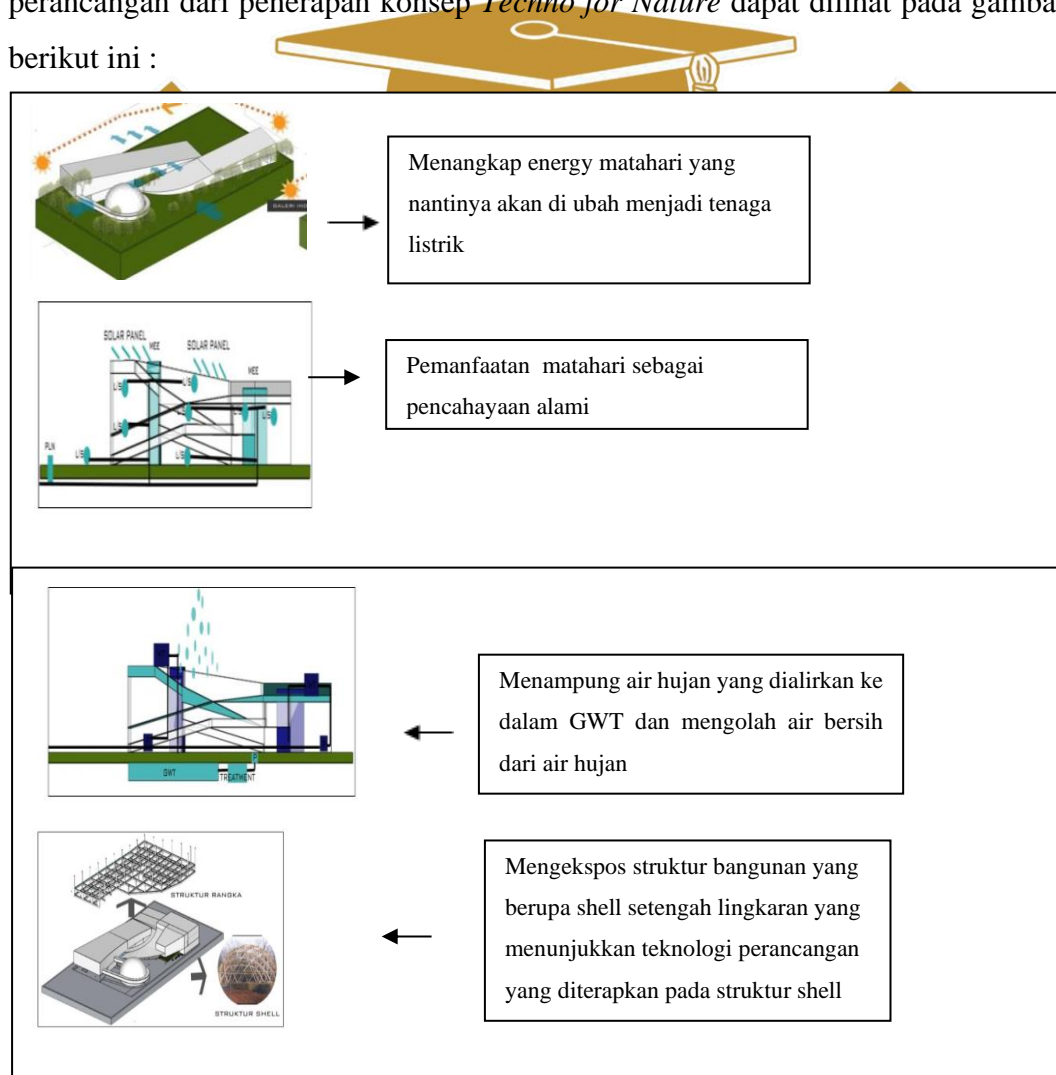 perancangan dari penerapan konsep Techno for Nature dapat dilihat pada gambar
berikut ini :
GALERI IND
Menangkap energy matahari yang
nantinya akan di ubah menjadi tenaga
listrik
SOLAR PANEL
MEE
SOLAR PANEL
MEE
L/S
L/S
L/S
L/S
L/S
L/S
L/S
L/S
PLN
Pemanfaatan matahari sebagai
pencahayaan alami
GWT
TREATMENT
P
Menampung air hujan yang dialirkan ke
dalam GWT dan mengolah air bersih
dari air hujan
STRUKTUR RANGKA
STRUKTUR SHELL
Mengekspos struktur bangunan yang
berupa shell setengah lingkaran yang
menunjukkan teknologi perancangan
yang diterapkan pada struktur shell